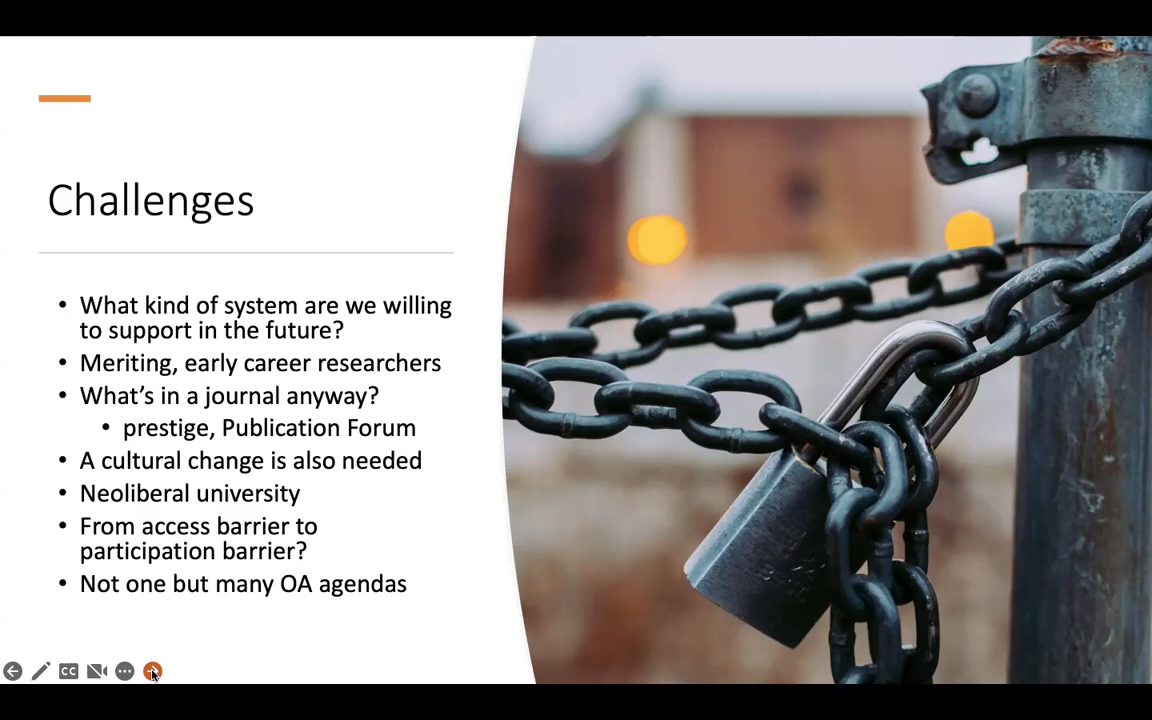 Challenges
• What kind of system are we willing
to support in the future?
• Meriting, early career researchers
• What’s in a journal anyway?
• prestige, Publication Forum
• A cultural change is also needed
• Neoliberal university
• From access barrier to
participation barrier?
• Not one but many OA agendas
CC